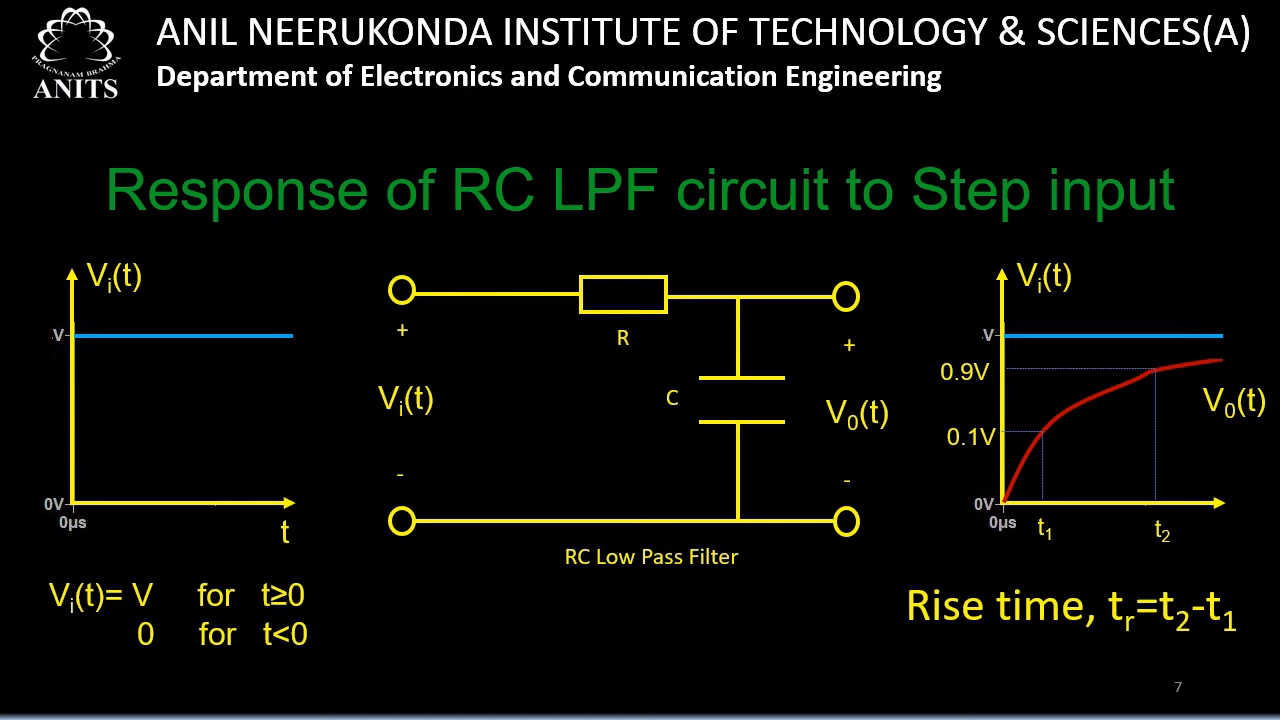 ANIL NEERUKONDA INSTITUTE OF TECHNOLOGY & SCIENCES(A)
Department of Electronics and Communication Engineering
PRAGNANAM BRAHMA
ANITS
Response of RC LPF circuit to Step input
Vi(t)
V
0V
0µs
t
Vi(t)= V for t≥0
0 for t<0
+
Vi(t)
-
R
C
+
V0(t)
-
RC Low Pass Filter
Vi(t)
V
0.9V
0.1V
0V
0µs
t1
t2
V0(t)
Rise time, tr=t2-t1
7